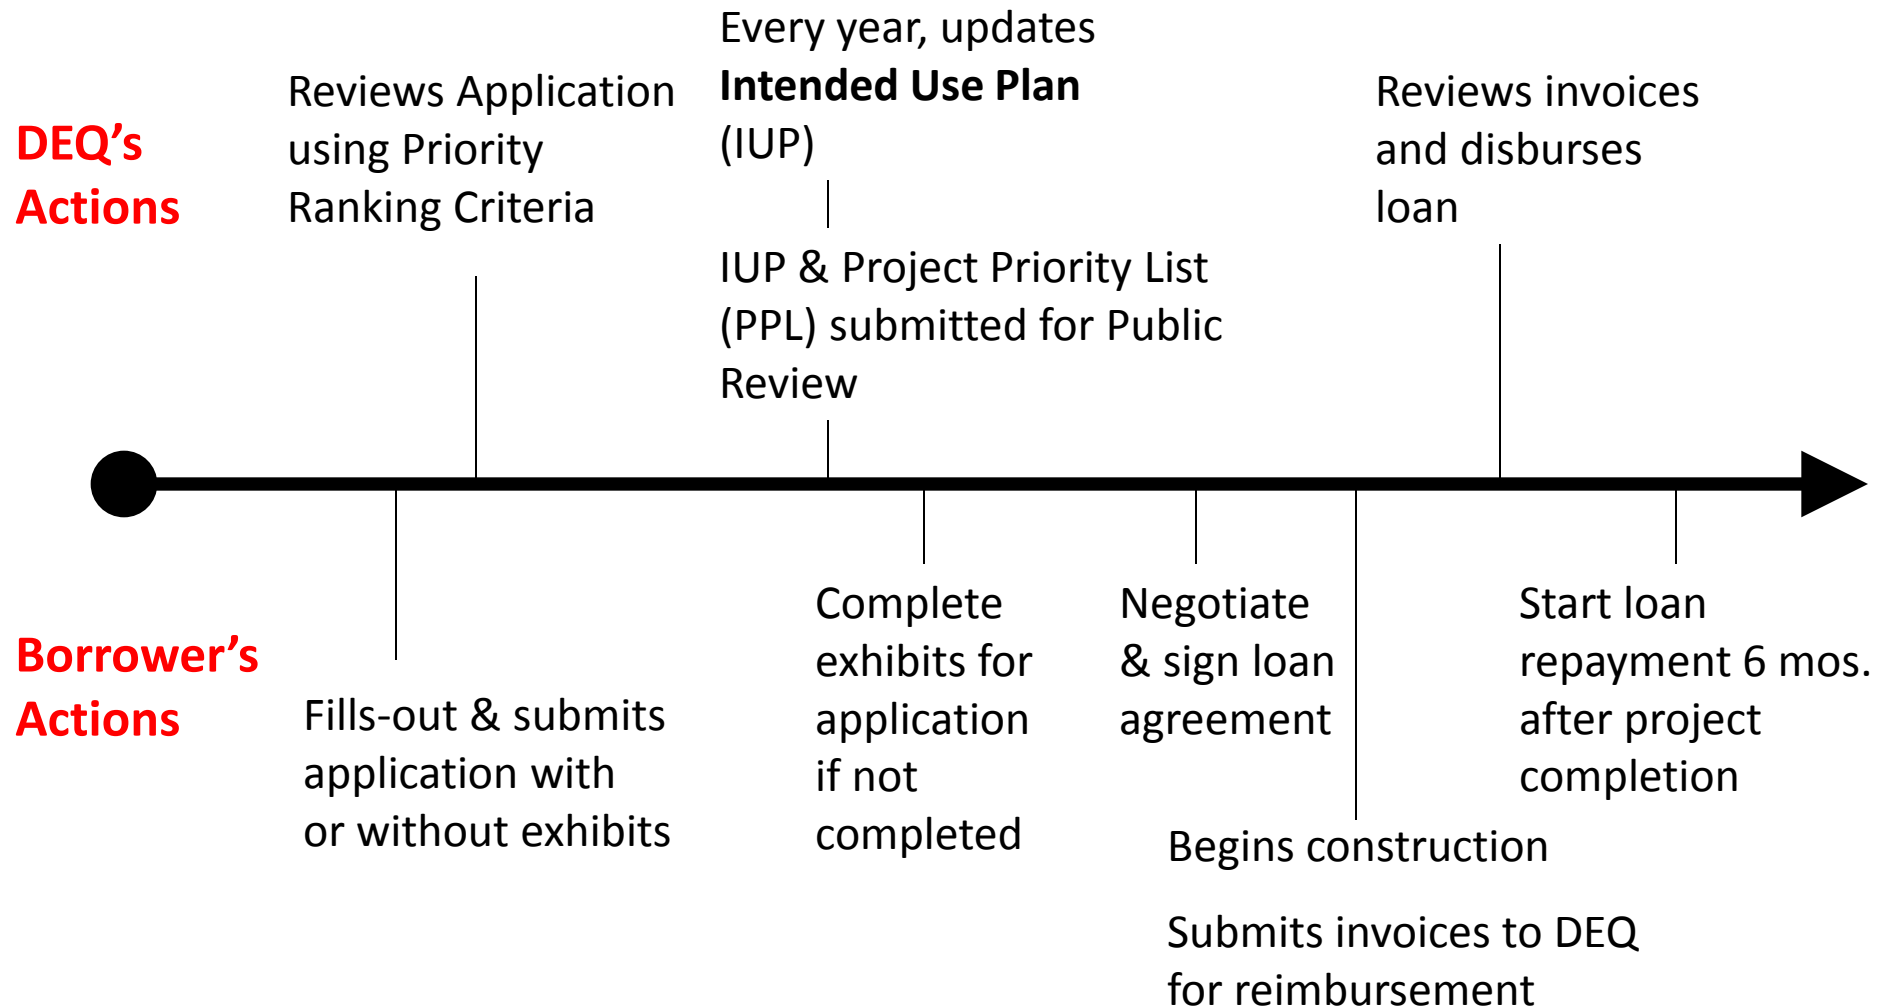 DEQ’s
Actions
Reviews Application
using Priority
Ranking Criteria
Every year, updates
Intended Use Plan
(IUP)
IUP & Project Priority List
(PPL) submitted for Public
Review
Reviews invoices
and disburses
loan
Borrower’s
Actions
Fills-out & submits
application with
or without exhibits
Complete
exhibits for
application
if not
completed
Negotiate
& sign loan
agreement
Begins construction
Submits invoices to DEQ
for reimbursement
Start loan
repayment 6 mos.
after project
completion